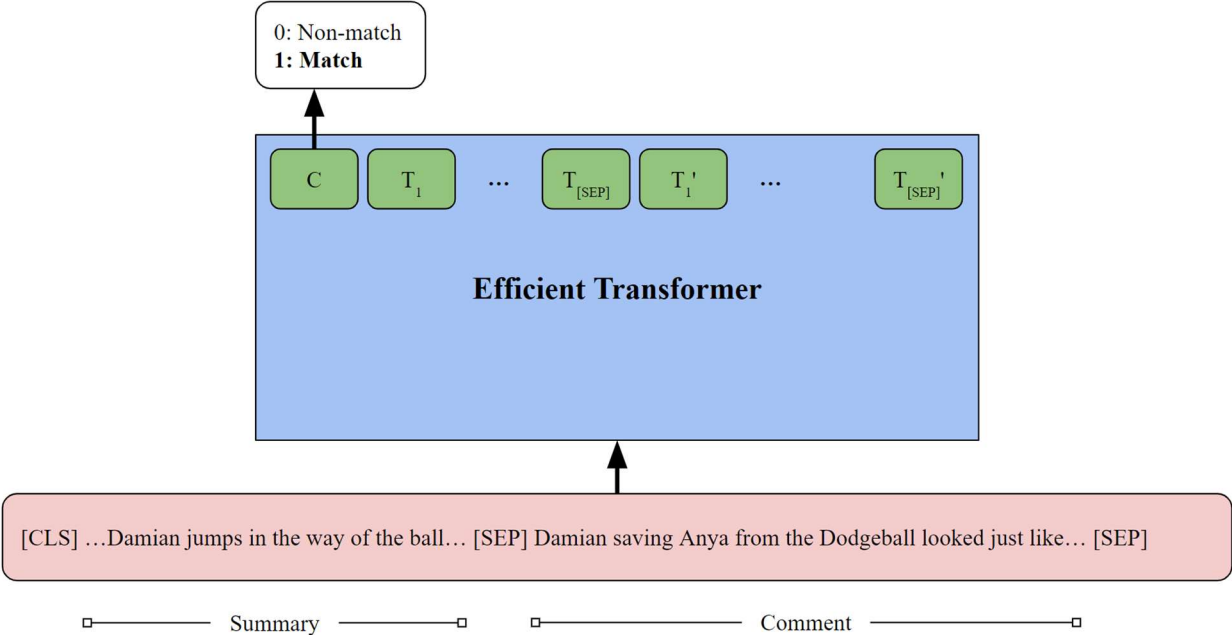 0: Non-match
1: Match
C T₁ ... T[SEP] T₁' ... T[SEP]'
Efficient Transformer
[CLS] …Damian jumps in the way of the ball… [SEP] Damian saving Anya from the Dodgeball looked just like… [SEP]
Summary Comment